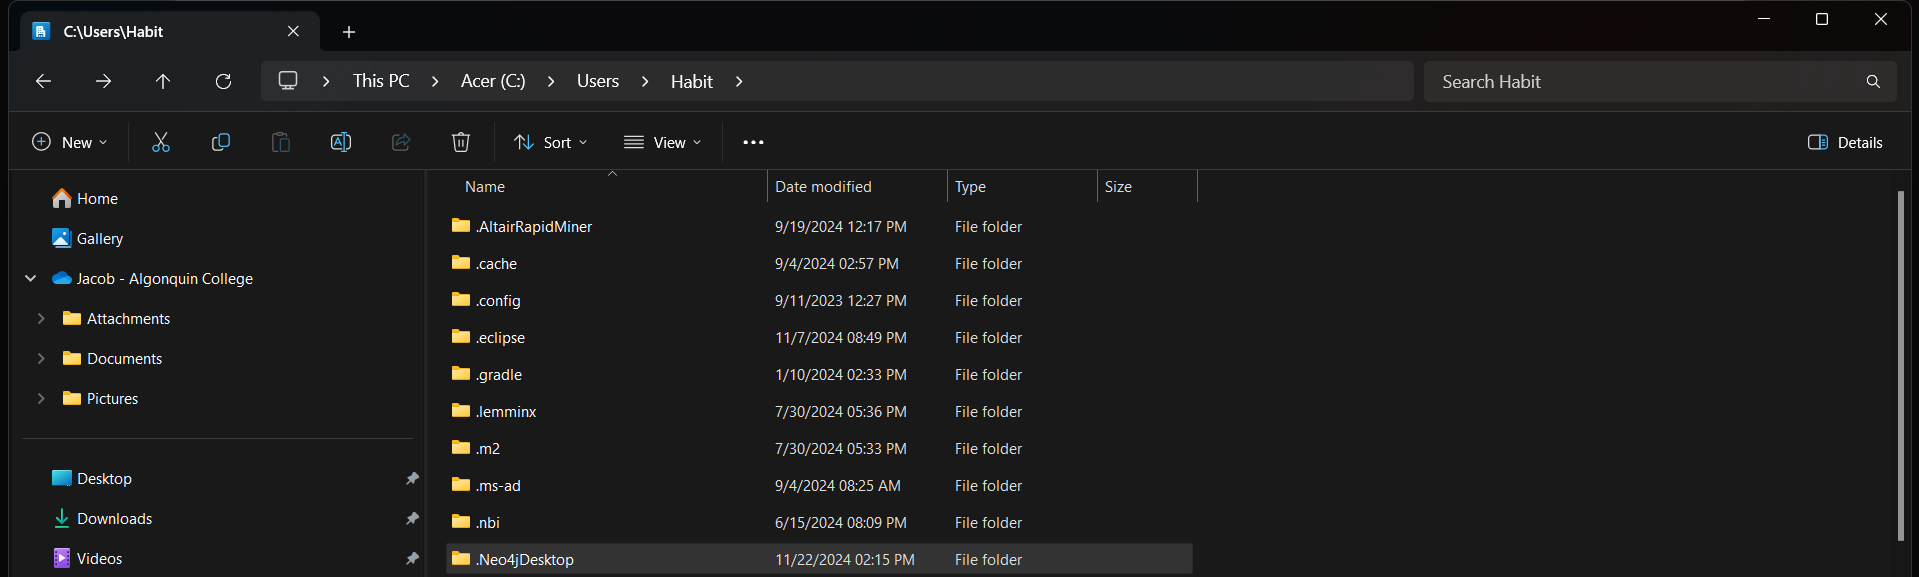 C:\Users\Habit
This PC > Acer (C:) > Users > Habit >
Search Habit
New
Sort
View
Details
Home
Gallery
Jacob - Algonquin College
Attachments
Documents
Pictures
Desktop
Downloads
Videos
Name Date modified Type Size
.AltairRapidMiner 9/19/2024 12:17 PM File folder
.cache 9/4/2024 02:57 PM File folder
.config 9/11/2023 12:27 PM File folder
.eclipse 11/7/2024 08:49 PM File folder
.gradle 1/10/2024 02:33 PM File folder
.lemminx 7/30/2024 05:36 PM File folder
.m2 7/30/2024 05:33 PM File folder
.ms-ad 9/4/2024 08:25 AM File folder
.nbi 6/15/2024 08:09 PM File folder
.Neo4jDesktop 11/22/2024 02:15 PM File folder